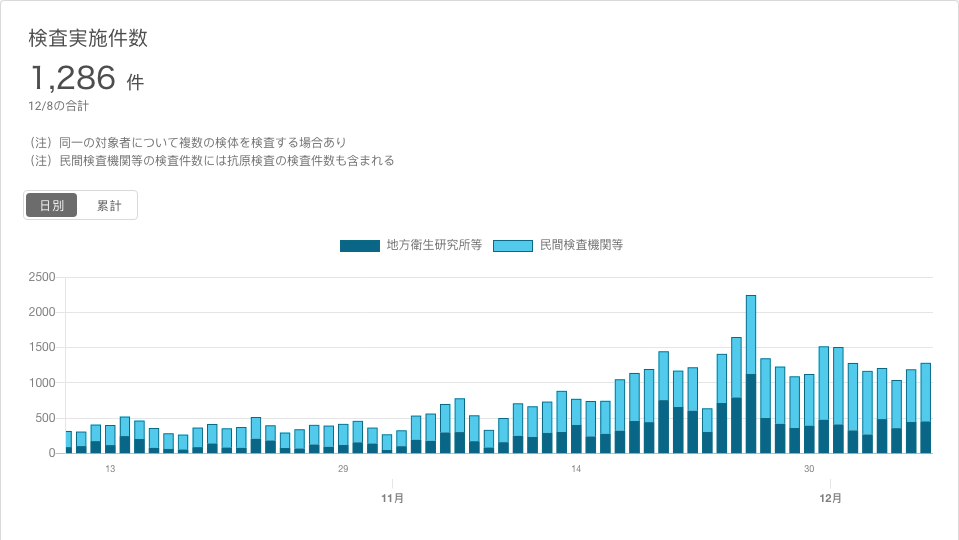 検査実施件数
1,286 件
12/8の合計
（注）同一の対象者について複数の検体を検査する場合あり
（注）民間検査機関等の検査件数には抗原検査の検査件数も含まれる
日別 累計
地方衛生研究所等 民間検査機関等
2500
2000
1500
1000
500
0
13 29 14 30
11月 12月